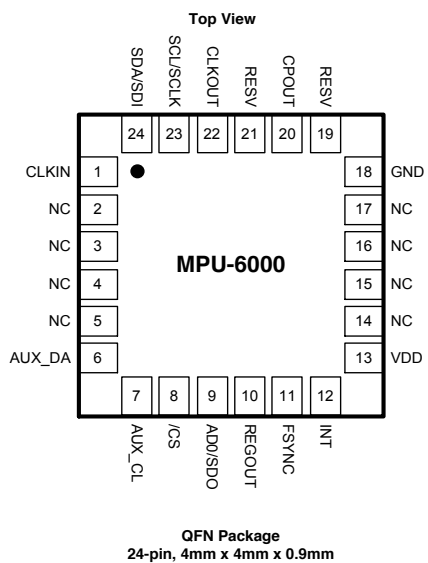 Top View
SDA/SDI
SCL/SCLK
CLKOUT
RESV
CPOUT
RESV
24 23 22 21 20 19
CLKIN 1 18 GND
NC 2 17 NC
NC 3 16 NC
MPU-6000
NC 4 15 NC
NC 5 14 NC
AUX_DA 6 13 VDD
7 8 9 10 11 12
AUX_CL
/CS
AD0/SDO
REGOUT
FSYNC
INT
QFN Package
24-pin, 4mm x 4mm x 0.9mm